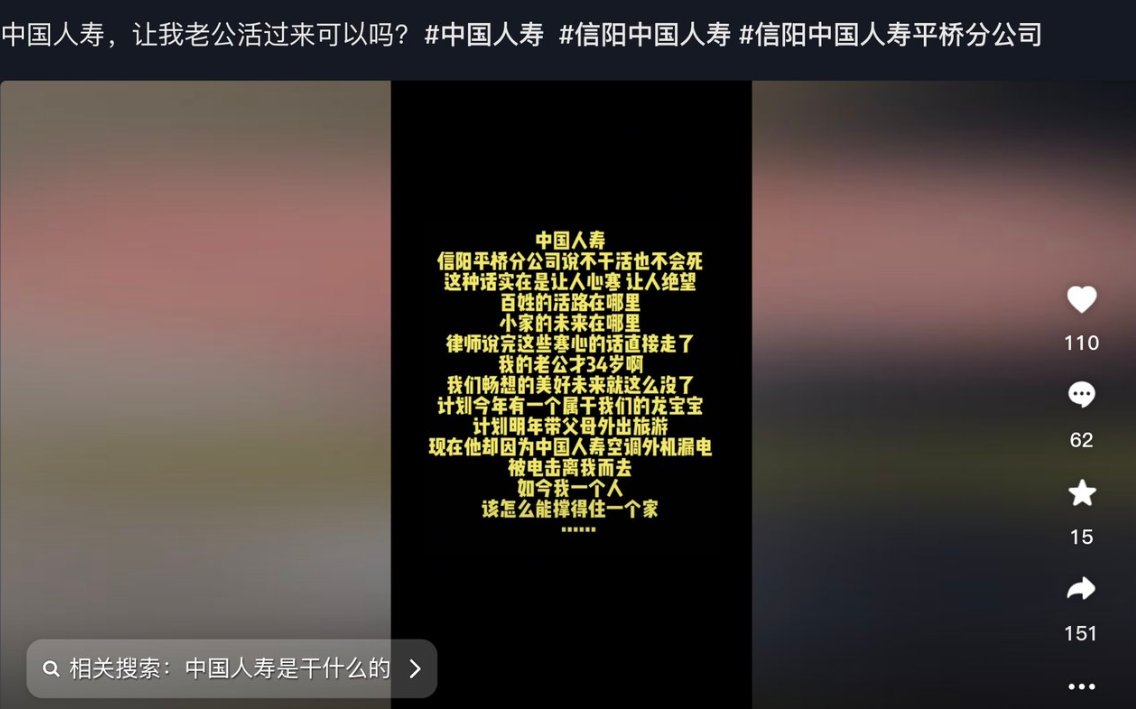 中国人寿，让我老公活过来可以吗？#中国人寿 #信阳中国人寿 #信阳中国人寿平桥分公司
中国人寿
信阳平桥分公司说不干活也不会死
这种话实在是让人心寒 让人绝望
百姓的活路在哪里
小家的未来在哪里
律师说完这些寒心的话直接走了
我的老公才34岁啊
我们畅想的美好未来就这么没了
计划今年有一个属于我们的龙宝宝
计划明年带父母外出旅游
现在他却因为中国人寿空调外机漏电
被电击离我而去
如今我一个人
该怎么能撑得住一个家
……
110
62
15
151
相关搜索：中国人寿是干什么的